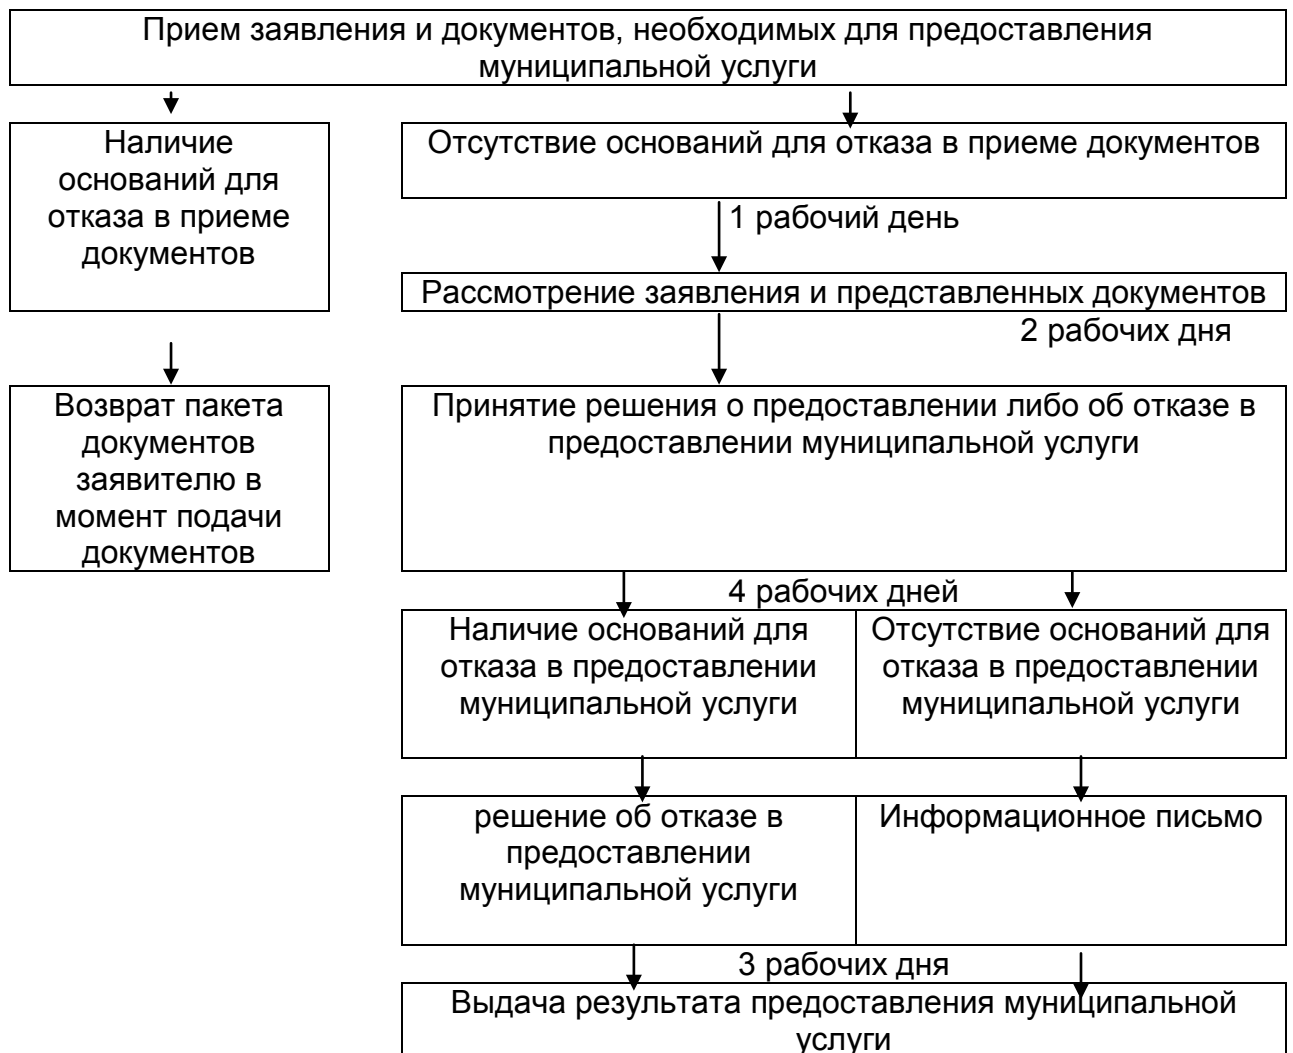 Прием заявления и документов, необходимых для предоставления
муниципальной услуги
Наличие
оснований для
отказа в приеме
документов
Отсутствие оснований для отказа в приеме документов
1 рабочий день
Рассмотрение заявления и представленных документов
2 рабочих дня
Возврат пакета
документов
заявителю в
момент подачи
документов
Принятие решения о предоставлении либо об отказе в
предоставлении муниципальной услуги
4 рабочих дней
Наличие оснований для
отказа в предоставлении
муниципальной услуги
Отсутствие оснований для
отказа в предоставлении
муниципальной услуги
решение об отказе в
предоставлении
муниципальной услуги
Информационное письмо
3 рабочих дня
Выдача результата предоставления муниципальной
услуги